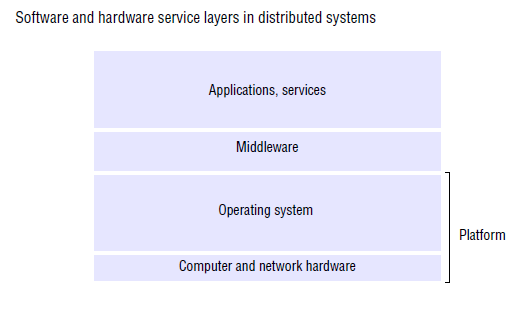 Software and hardware service layers in distributed systems
Applications, services
Middleware
Operating system
Platform
Computer and network hardware